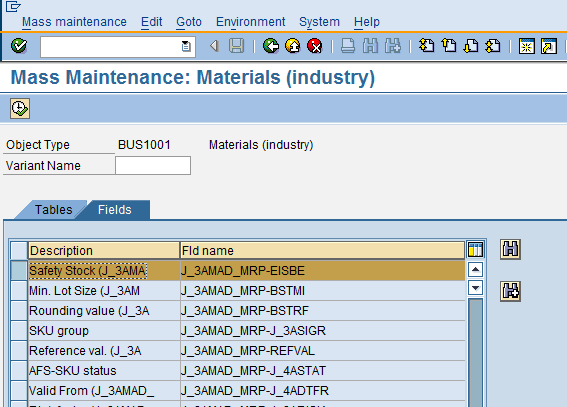 Mass maintenance Edit Goto Environment System Help
Mass Maintenance: Materials (industry)
Object Type BUS1001 Materials (industry)
Variant Name
Tables Fields
Description Fld name
Safety Stock (J_3AMA J_3AMAD_MRP-EISBE
Min. Lot Size (J_3AM J_3AMAD_MRP-BSTMI
Rounding value (J_3A J_3AMAD_MRP-BSTRF
SKU group J_3AMAD_MRP-J_3ASIGR
Reference val. (J_3A J_3AMAD_MRP-REFVAL
AFS-SKU status J_3AMAD_MRP-J_4ASTAT
Valid From (J_3AMAD_ J_3AMAD_MRP-J_4ADTFR